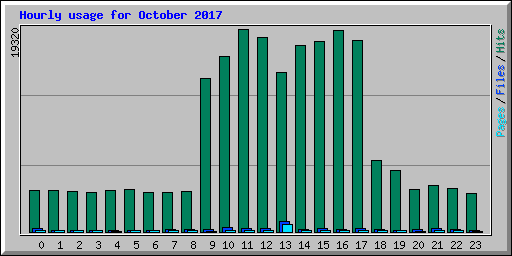 Hourly usage for October 2017
19320
Pages/Files/Hits
0 1 2 3 4 5 6 7 8 9 10 11 12 13 14 15 16 17 18 19 20 21 22 23